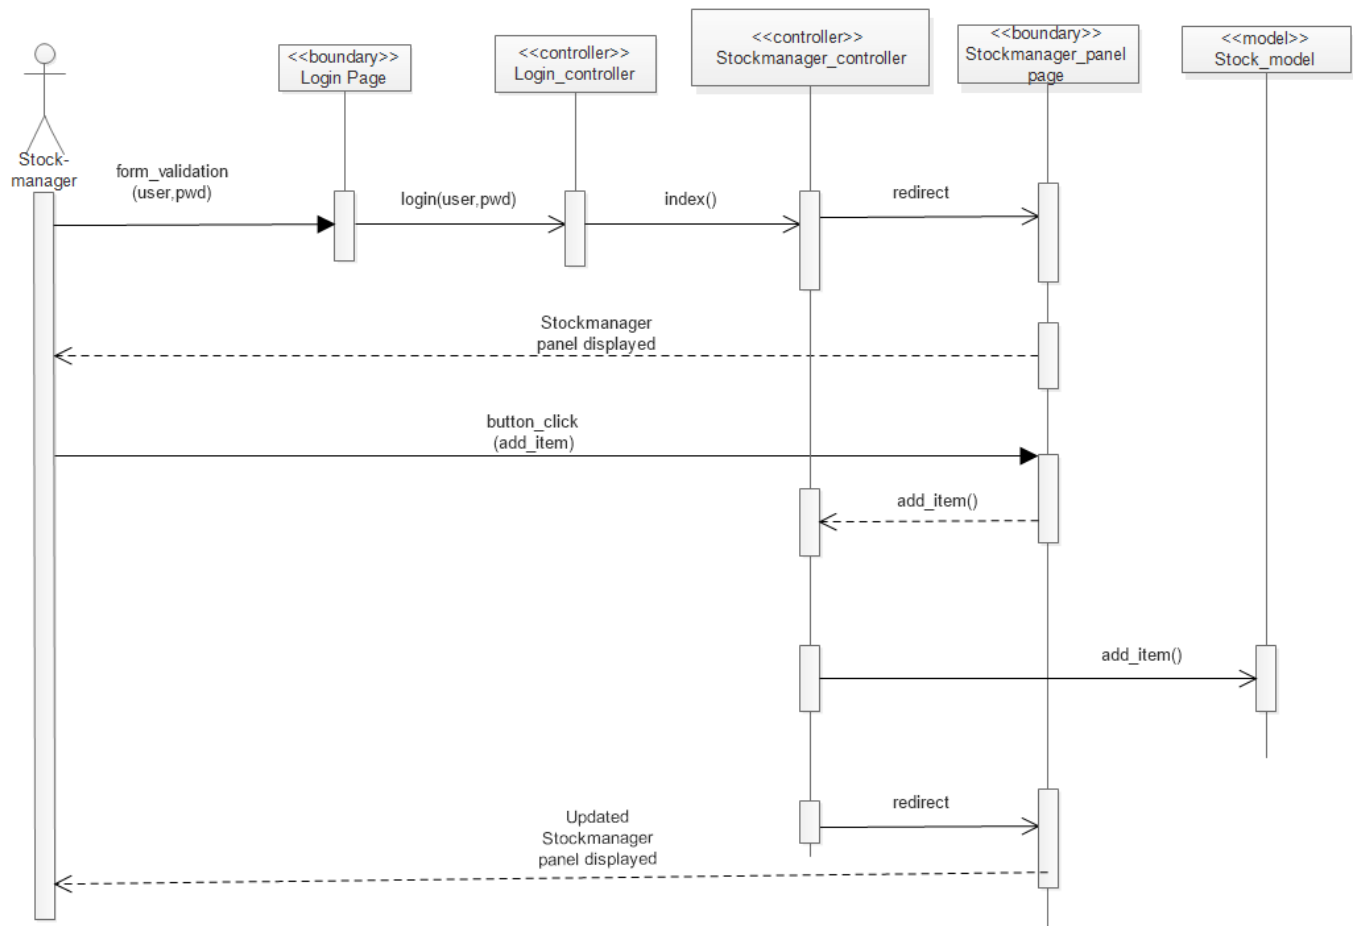 <<boundary>>
Login Page
<<controller>>
Login_controller
<<controller>>
Stockmanager_controller
<<boundary>>
Stockmanager_panel
page
<<model>>
Stock_model
Stock-
manager
form_validation
(user,pwd)
login(user,pwd)
index()
redirect
Stockmanager
panel displayed
button_click
(add_item)
add_item()
add_item()
redirect
Updated
Stockmanager
panel displayed